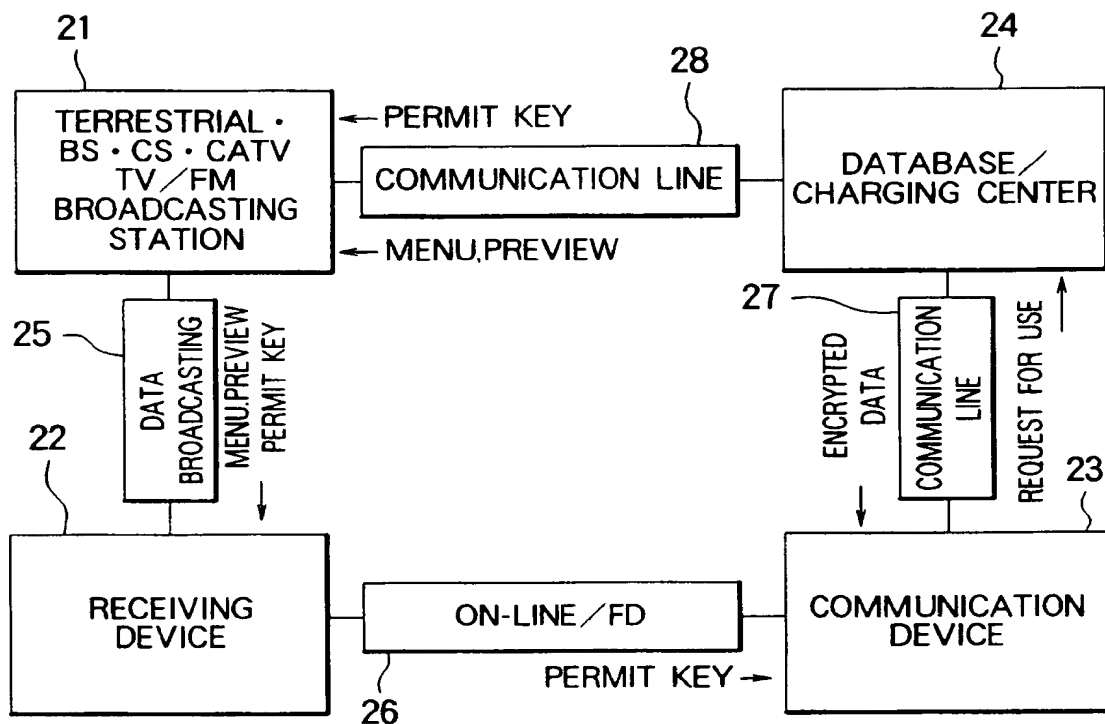 21
24
28
TERRESTRIAL・
BS・CS・CATV
TV/FM
BROADCASTING
STATION
←PERMIT KEY
COMMUNICATION LINE
←MENU,PREVIEW
DATABASE/
CHARGING CENTER
25
DATA
BROADCASTING
MENU,PREVIEW
PERMIT KEY
27
ENCRYPTED
DATA
COMMUNICATION
LINE
REQUEST FOR USE
22
23
RECEIVING
DEVICE
ON-LINE/FD
COMMUNICATION
DEVICE
26
PERMIT KEY→